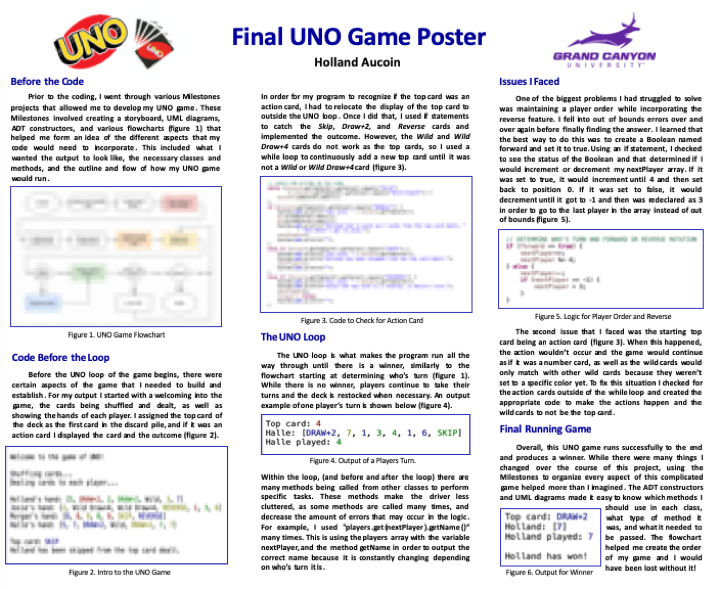 UNO
Final UNO Game Poster
Holland Aucoin
GRAND CANYON
UNIVERSITY
Before the Code
Prior to the coding, I went through various Milestones
projects that allowed me to develop my UNO game. These
Milestones involved creating a storyboard, UML diagrams,
ADT constructors, and various flowcharts (figure 1) that
helped me form an idea of the different aspects that my
code would need to incorporate. This included what I
wanted the output to look like, the necessary classes and
methods, and the outline and flow of how my UNO game
would run.
Figure 1. UNO Game Flowchart
Code Before the Loop
Before the UNO loop of the game begins, there were
certain aspects of the game that I needed to build and
establish. For my output I started with a welcoming into the
game, the cards being shuffled and dealt, as well as
showing the hands of each player. I assigned the top card of
the deck as the first card in the discard pile, and if it was an
action card I displayed the card and the outcome (figure 2).
Welcome to the game of UNO!
Shuffling cards...
Dealing cards to each player...
Top card: SKIP
Holland has been skipped from the top card dealt.
Figure 2. Intro to the UNO Game
In order for my program to recognize if the top card was an
action card, I had to relocate the display of the top card to
outside the UNO loop. Once I did that, I used if statements
to catch the Skip, Draw+2, and Reverse cards and
implemented the outcome. However, the Wild and Wild
Draw+4 cards do not work as the top cards, so I used a
while loop to continuously add a new top card until it was
not a Wild or Wild Draw+4 card (figure 3).
Figure 3. Code to Check for Action Card
The UNO Loop
The UNO loop is what makes the program run all the
way through until there is a winner, similarly to the
flowchart starting at determining who's turn (figure 1).
While there is no winner, players continue to take their
turns and the deck is restocked when necessary. An output
example of one player's turn is shown below (figure 4).
Top card: 4
Halle: [DRAW+2, 7, 1, 3, 4, 1, 6, SKIP]
Halle played: 4
Figure 4. Output of a Players Turn.
Within the loop, (and before and after the loop) there are
many methods being called from other classes to perform
specific tasks. These methods make the driver less
cluttered, as some methods are called many times, and
decrease the amount of errors that may occur in the logic.
For example, I used "players.get(nextPlayer).getName()"
many times. This is using the players array with the variable
nextPlayer, and the method getName in order to output the
correct name because it is constantly changing depending
on who's turn it is.
Issues I Faced
One of the biggest problems I had struggled to solve
was maintaining a player order while incorporating the
reverse feature. I fell into out of bounds errors over and
over again before finally finding the answer. I learned that
the best way to do this was to create a Boolean named
forward and set it to true. Using an if statement, I checked
to see the status of the Boolean and that determined if I
would increment or decrement my nextPlayer array. If it
was set to true, it would increment until 4 and then set
back to position 0. If it was set to false, it would
decrement until it got to -1 and then was redeclared as 3
in order to go to the last player in the array instead of out
of bounds (figure 5).
// DETERMINE WHO'S TURN AND FORWARD OR REVERSE ROTATION
if (forward == true) {
nextPlayer++;
nextPlayer %= 4;
} else {
nextPlayer--;
if (nextPlayer == -1) {
nextPlayer = 3;
}
}
Figure 5. Logic for Player Order and Reverse
The second issue that I faced was the starting top
card being an action card (figure 3). When this happened,
the action wouldn't occur and the game would continue
as if it was a number card, as well as the wild cards would
only match with other wild cards because they weren't
set to a specific color yet. To fix this situation I checked for
the action cards outside of the while loop and created the
appropriate code to make the actions happen and the
wild cards to not be the top card.
Final Running Game
Overall, this UNO game runs successfully to the end
and produces a winner. While there were many things I
changed over the course of this project, using the
Milestones to organize every aspect of this complicated
game helped more than I imagined. The ADT constructors
and UML diagrams made it easy to know which methods I
should use in each class,
what type of method it
was, and what it needed to
be passed. The flowchart
helped me create the order
of my game and I would
have been lost without it!
Top card: DRAW+2
Holland: [7]
Holland played: 7
Holland has won!
Figure 6. Output for Winner